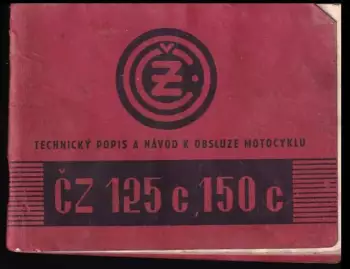 ČZ
TECHNICKÝ POPIS A NÁVOD K OBSLUZE MOTOCYKLU
ČZ 125 c, 150 c